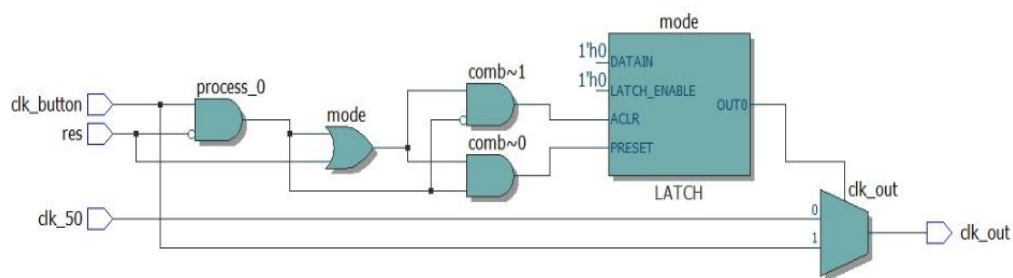 mode
1'h0
DATAIN
comb~1
1'h0
LATCH_ENABLE
process_0
OUT0
clk_button
mode
ACLR
res
comb~0
PRESET
LATCH
clk_out
clk_50
0
clk_out
1